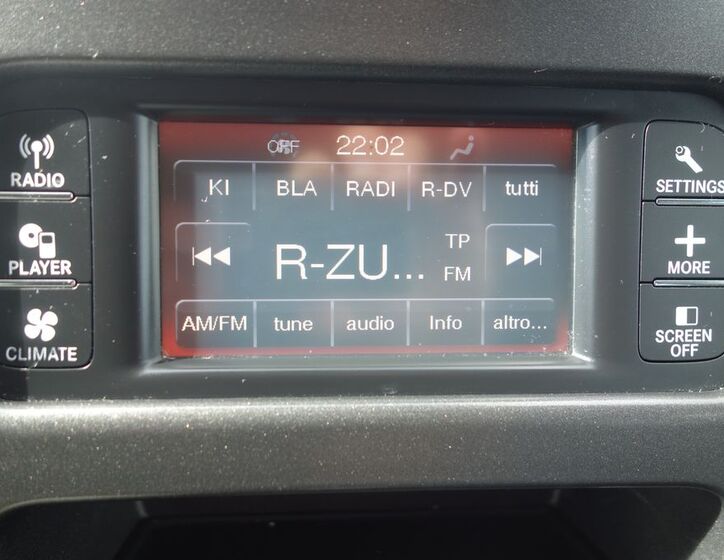 RADIO
PLAYER
CLIMATE
OFF 22:02
KI BLA RADI R-DV tutti
R-ZU... TP
FM
AM/FM tune audio Info altro...
SETTINGS
MORE
SCREEN
OFF